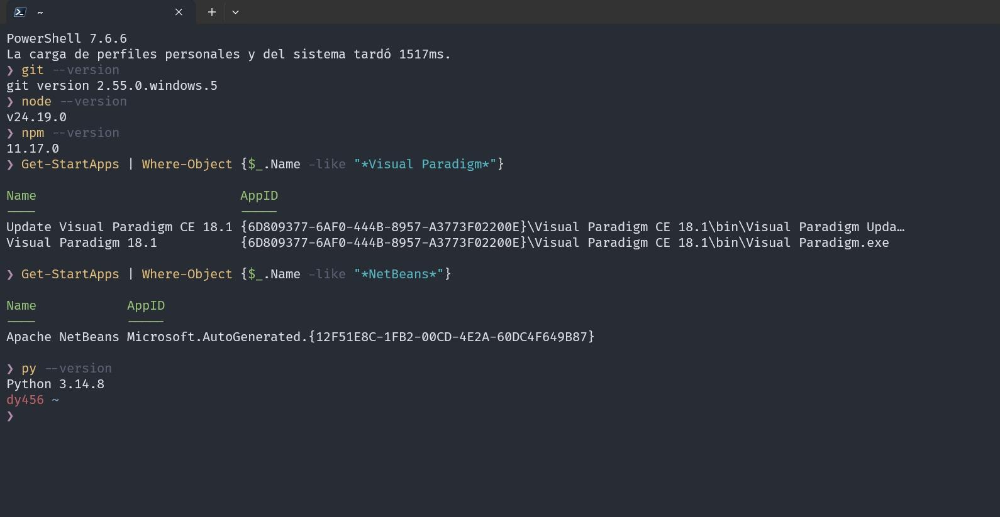 ~
PowerShell 7.6.6
La carga de perfiles personales y del sistema tardó 1517ms.
❯ git --version
git version 2.55.0.windows.5
❯ node --version
v24.19.0
❯ npm --version
11.17.0
❯ Get-StartApps | Where-Object {$_.Name -like "*Visual Paradigm*"}
Name AppID
---- -----
Update Visual Paradigm CE 18.1 {6D809377-6AF0-444B-8957-A3773F02200E}\Visual Paradigm CE 18.1\bin\Visual Paradigm Upda…
Visual Paradigm 18.1 {6D809377-6AF0-444B-8957-A3773F02200E}\Visual Paradigm CE 18.1\bin\Visual Paradigm.exe
❯ Get-StartApps | Where-Object {$_.Name -like "*NetBeans*"}
Name AppID
---- -----
Apache NetBeans Microsoft.AutoGenerated.{12F51E8C-1FB2-00CD-4E2A-60DC4F649B87}
❯ py --version
Python 3.14.8
dy456 ~
❯